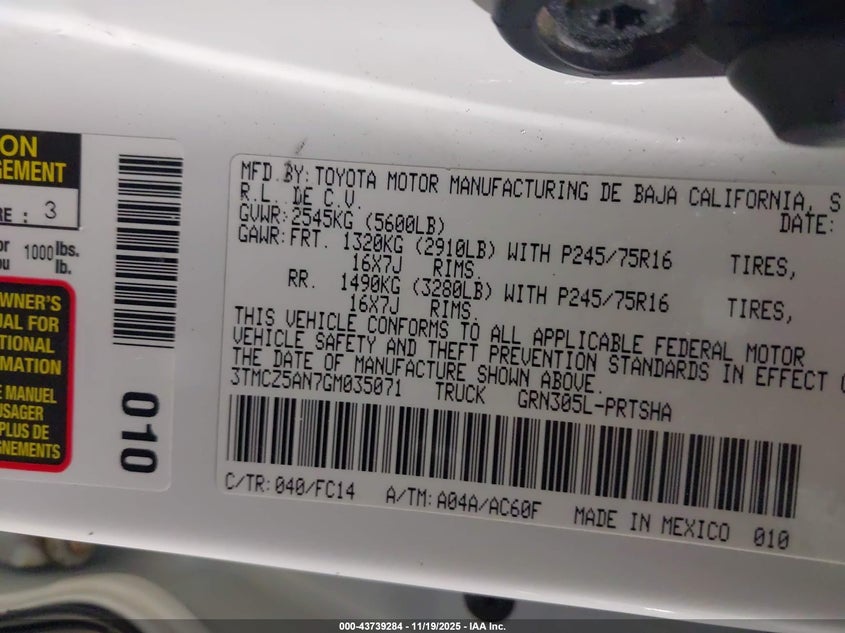 ON
GEMENT
RE : 3
or 1000 lbs.
ou lb.
WNER'S
UAL FOR
TIONAL
RMATION
E MANUEL
USAGER
PLUS DE
GNEMENTS
010
MFD.BY: TOYOTA MOTOR MANUFACTURING DE BAJA CALIFORNIA, S
R.L. DE C.V. DATE:
GVWR: 2545KG (5600LB)
GAWR: FRT. 1320KG (2910LB) WITH P245/75R16 TIRES,
16X7J RIMS.
RR. 1490KG (3280LB) WITH P245/75R16 TIRES,
16X7J RIMS.
THIS VEHICLE CONFORMS TO ALL APPLICABLE FEDERAL MOTOR
VEHICLE SAFETY AND THEFT PREVENTION STANDARDS IN EFFECT O
THE DATE OF MANUFACTURE SHOWN ABOVE.
3TMCZ5AN7GM035071 TRUCK GRN305L-PRTSHA
C/TR: 040/FC14 A/TM: A04A/AC60F MADE IN MEXICO 010
000-43739284 - 11/19/2025 - IAA Inc.